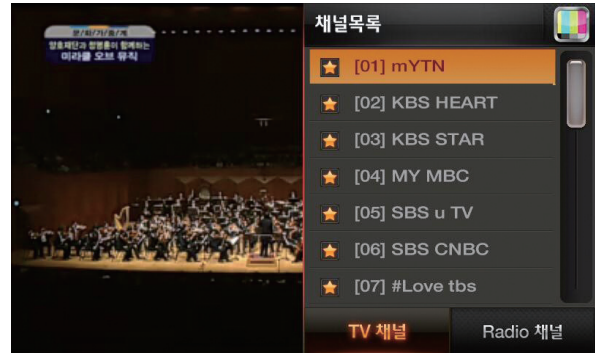 문/화/가/중/계
암호재단과 정명훈이 함께하는
미라클 오브 뮤직
채널목록
[01] mYTN
[02] KBS HEART
[03] KBS STAR
[04] MY MBC
[05] SBS u TV
[06] SBS CNBC
[07] #Love tbs
TV 채널
Radio 채널